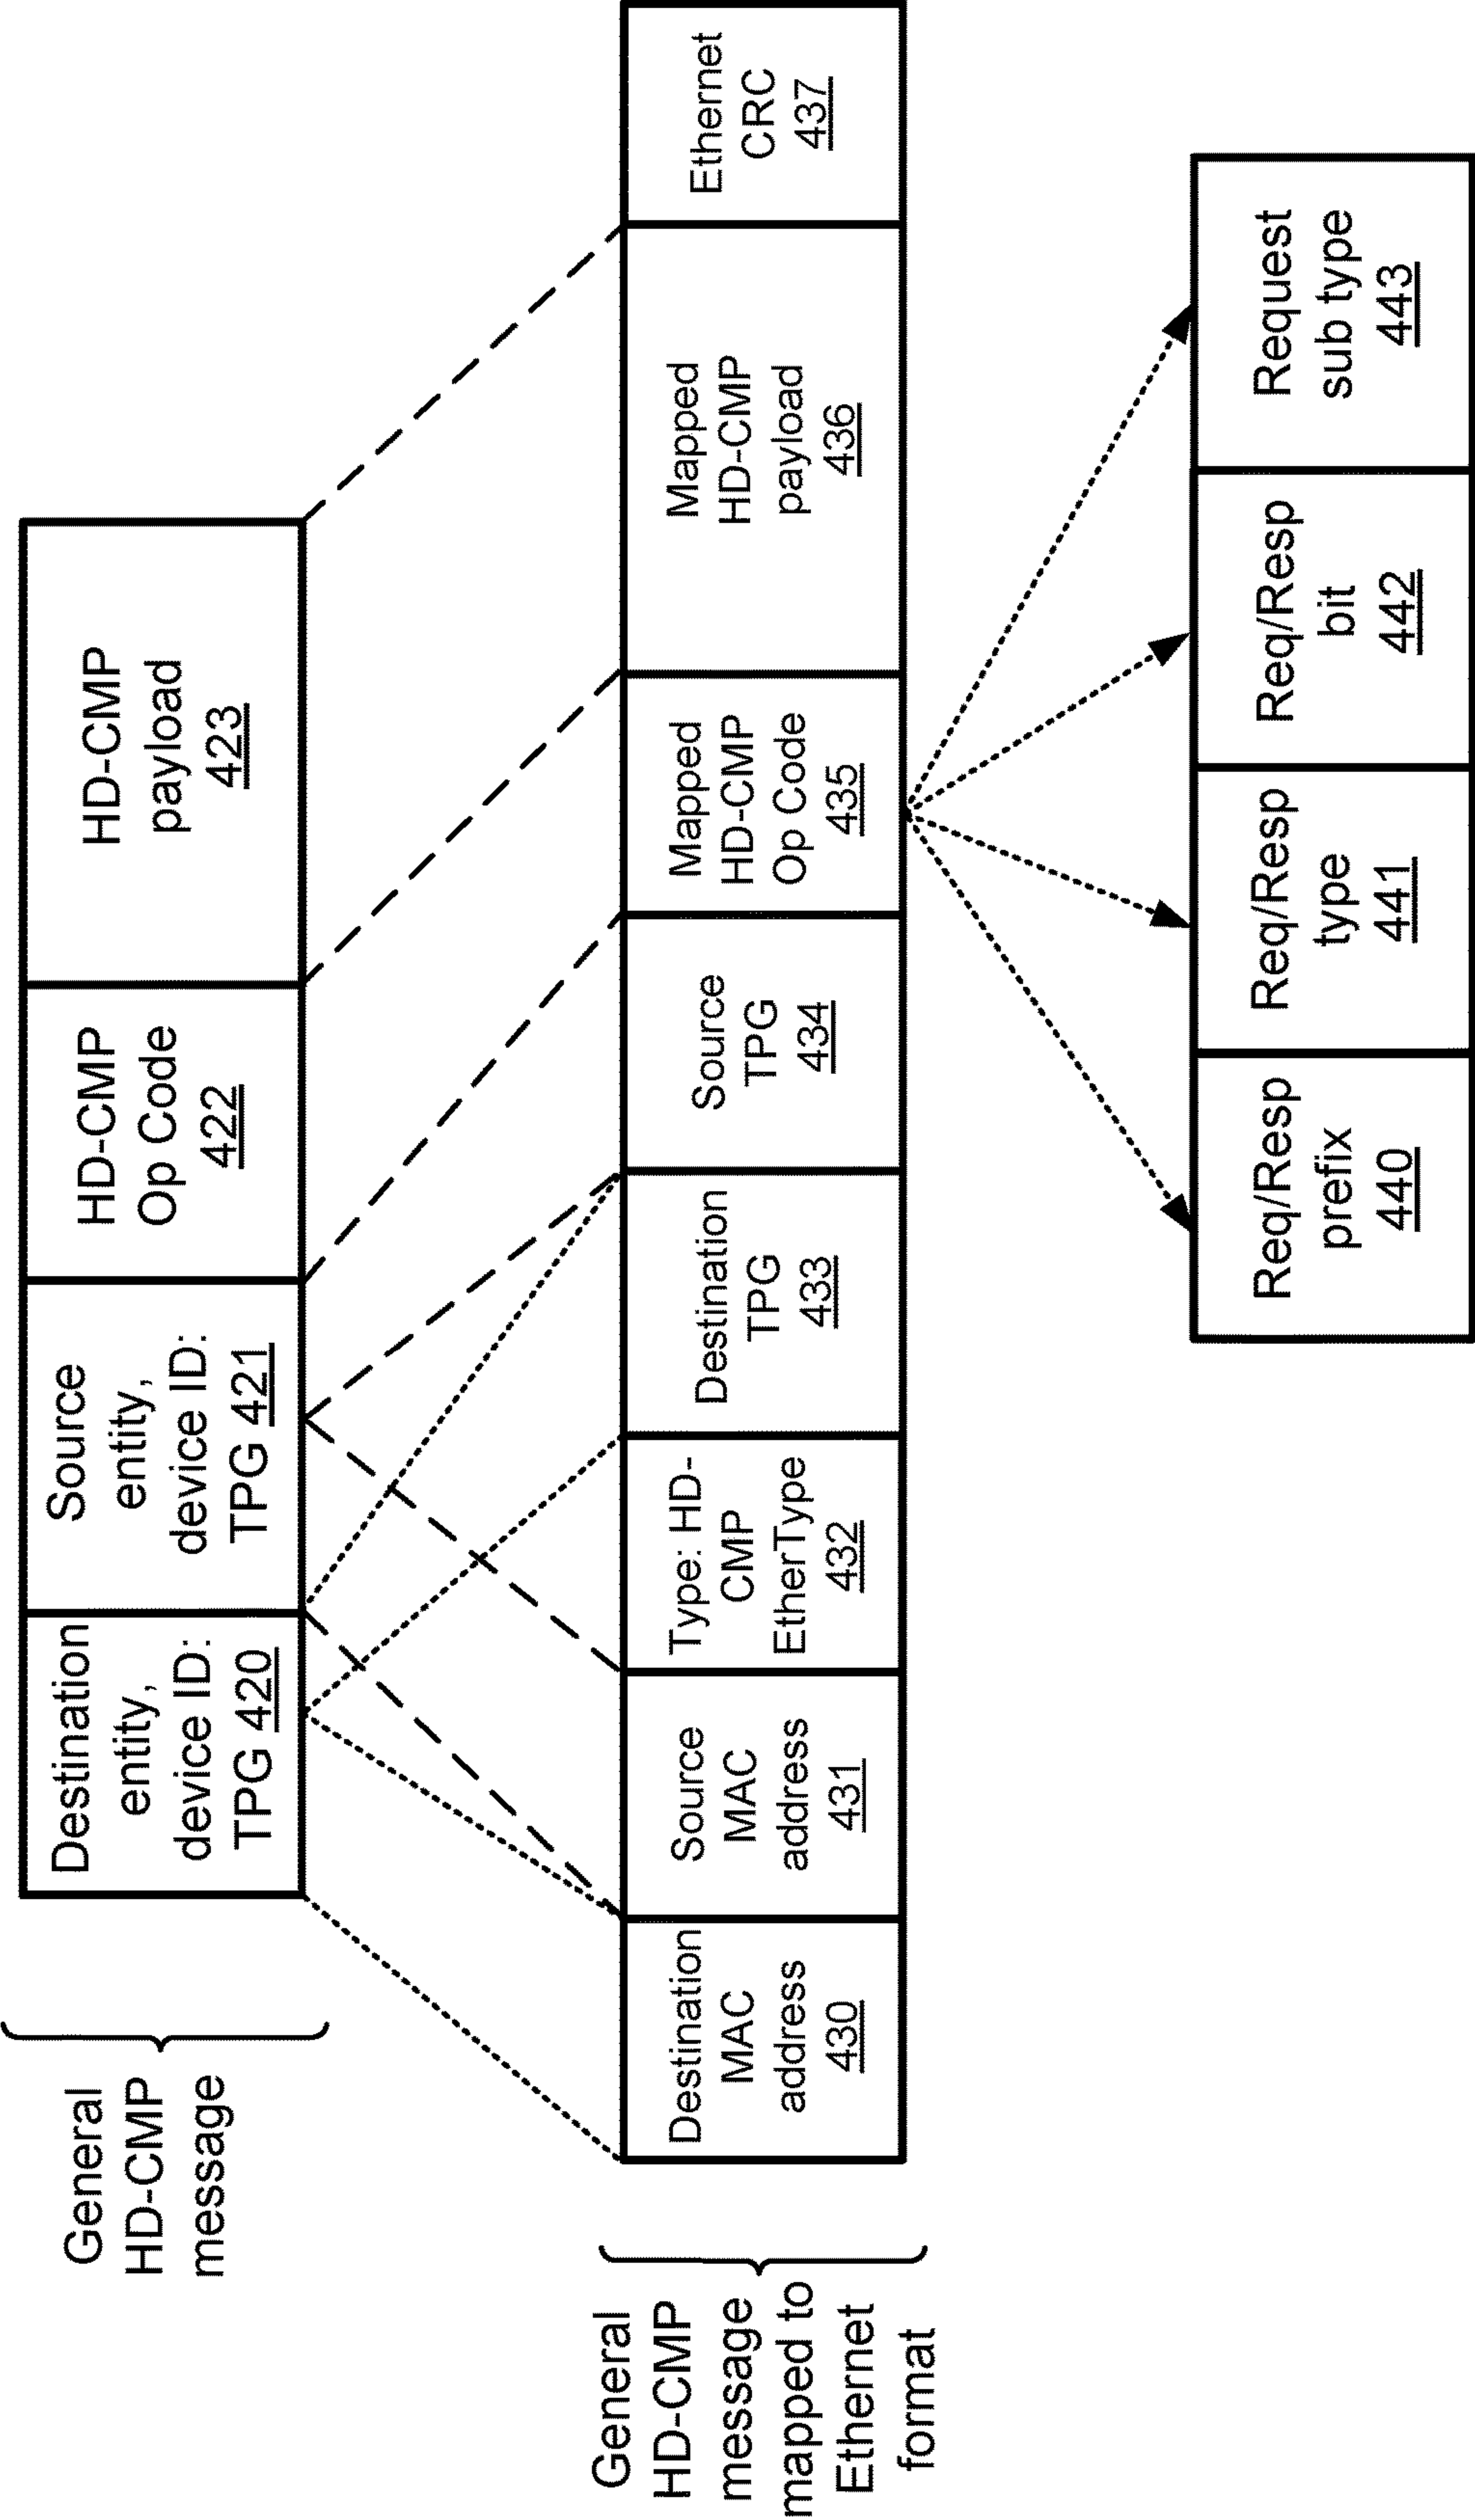 General
HD-CMP
message
Destination
entity,
device ID:
TPG 420
Source
entity,
device ID:
TPG 421
HD-CMP
Op Code
422
HD-CMP
payload
423
General
HD-CMP
message
mapped to
Ethernet
format
Destination
MAC
address
430
Source
MAC
address
431
Type: HD-
CMP
EtherType
432
Destination
TPG
433
Source
TPG
434
Mapped
HD-CMP
Op Code
435
Mapped
HD-CMP
payload
436
Ethernet
CRC
437
Req/Resp
prefix
440
Req/Resp
type
441
Req/Resp
bit
442
Request
sub type
443